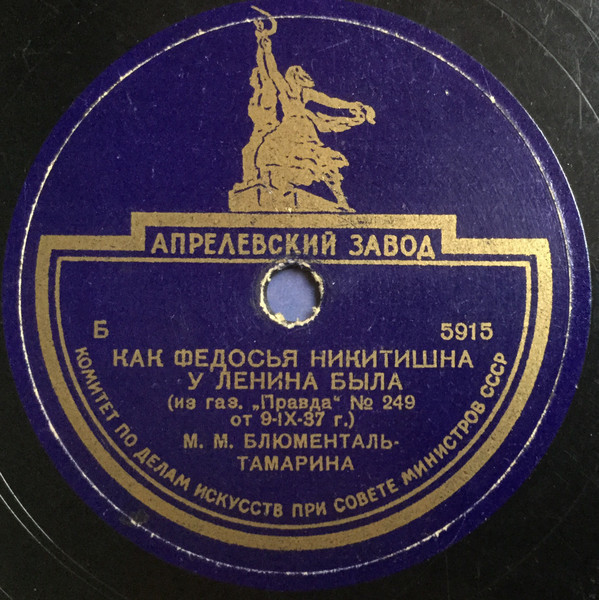 АПРЕЛЕВСКИЙ ЗАВОД
Б 5915
КАК ФЕДОСЬЯ НИКИТИШНА
У ЛЕНИНА БЫЛА
(из газ. „Правда“ № 249
от 9-IX-37 г.)
М. М. БЛЮМЕНТАЛЬ-
ТАМАРИНА
КОМИТЕТ ПО ДЕЛАМ ИСКУССТВ ПРИ СОВЕТЕ МИНИСТРОВ СССР